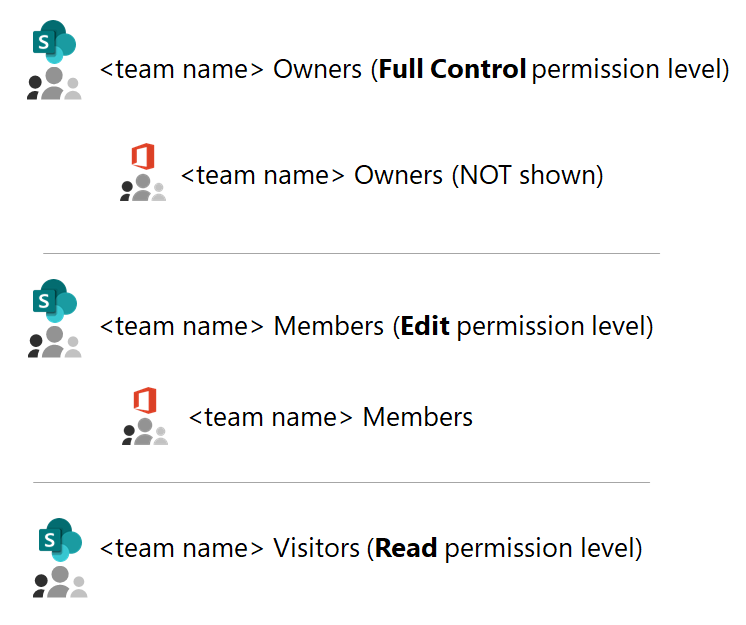 S
<team name> Owners (Full Control permission level)
<team name> Owners (NOT shown)
S
<team name> Members (Edit permission level)
<team name> Members
S
<team name> Visitors (Read permission level)